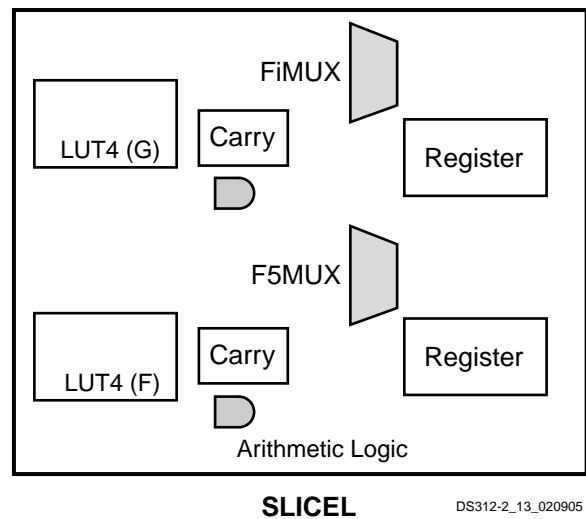 FiMUX
LUT4 (G)
Carry
Register
F5MUX
LUT4 (F)
Carry
Register
Arithmetic Logic
SLICEL
DS312-2_13_020905